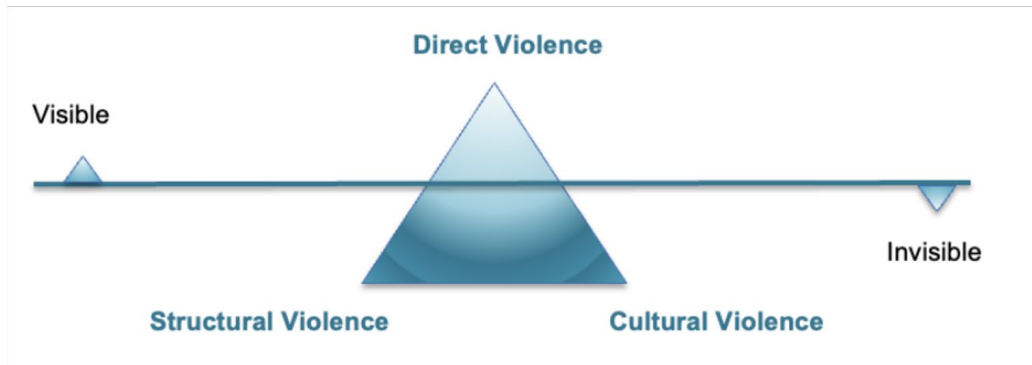 Direct Violence
Visible
Invisible
Structural Violence
Cultural Violence